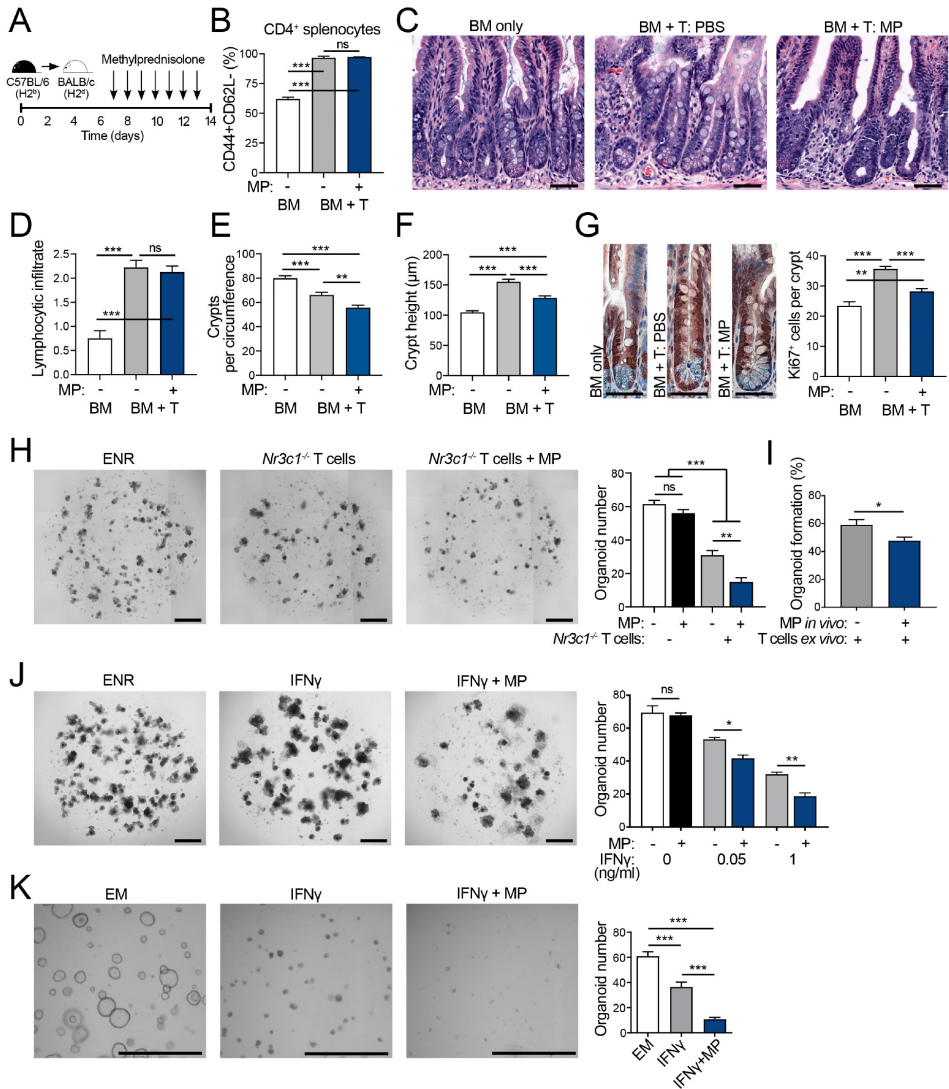 A
C57BL/6
(H2ᵇ)
BALB/c
(H2ᵈ)
Methylprednisolone
0 2 4 6 8 10 12 14
Time (days)
B
CD4⁺ splenocytes
CD44+CD62L- (%)
100
75
50
25
0
ns
***
***
MP: - - +
BM BM + T
C
BM only
BM + T: PBS
BM + T: MP
D
Lymphocytic infiltrate
2.5
2.0
1.5
1.0
0.5
0.0
*** ns
***
MP: - - +
BM BM + T
E
Crypts
per circumference
100
80
60
40
20
0
***
*** **
MP: - - +
BM BM + T
F
Crypt height (µm)
200
150
100
50
0
***
*** ***
MP: - - +
BM BM + T
G
BM only
BM + T: PBS
BM + T: MP
Ki67⁺ cells per crypt
40
30
20
10
0
*** ***
**
MP: - - +
BM BM + T
H
ENR
Nr3c1⁻/⁻ T cells
Nr3c1⁻/⁻ T cells + MP
Organoid number
80
60
40
20
0
***
ns
**
MP: - + - +
Nr3c1⁻/⁻ T cells: - +
I
Organoid formation (%)
80
60
40
20
0
*
MP in vivo: - +
T cells ex vivo: + +
J
ENR
IFNγ
IFNγ + MP
Organoid number
80
60
40
20
0
ns
*
**
MP: - + - + - +
IFNγ: 0 0.05 1
(ng/ml)
K
EM
IFNγ
IFNγ + MP
Organoid number
80
60
40
20
0
***
***
***
EM
IFNγ
IFNγ+MP